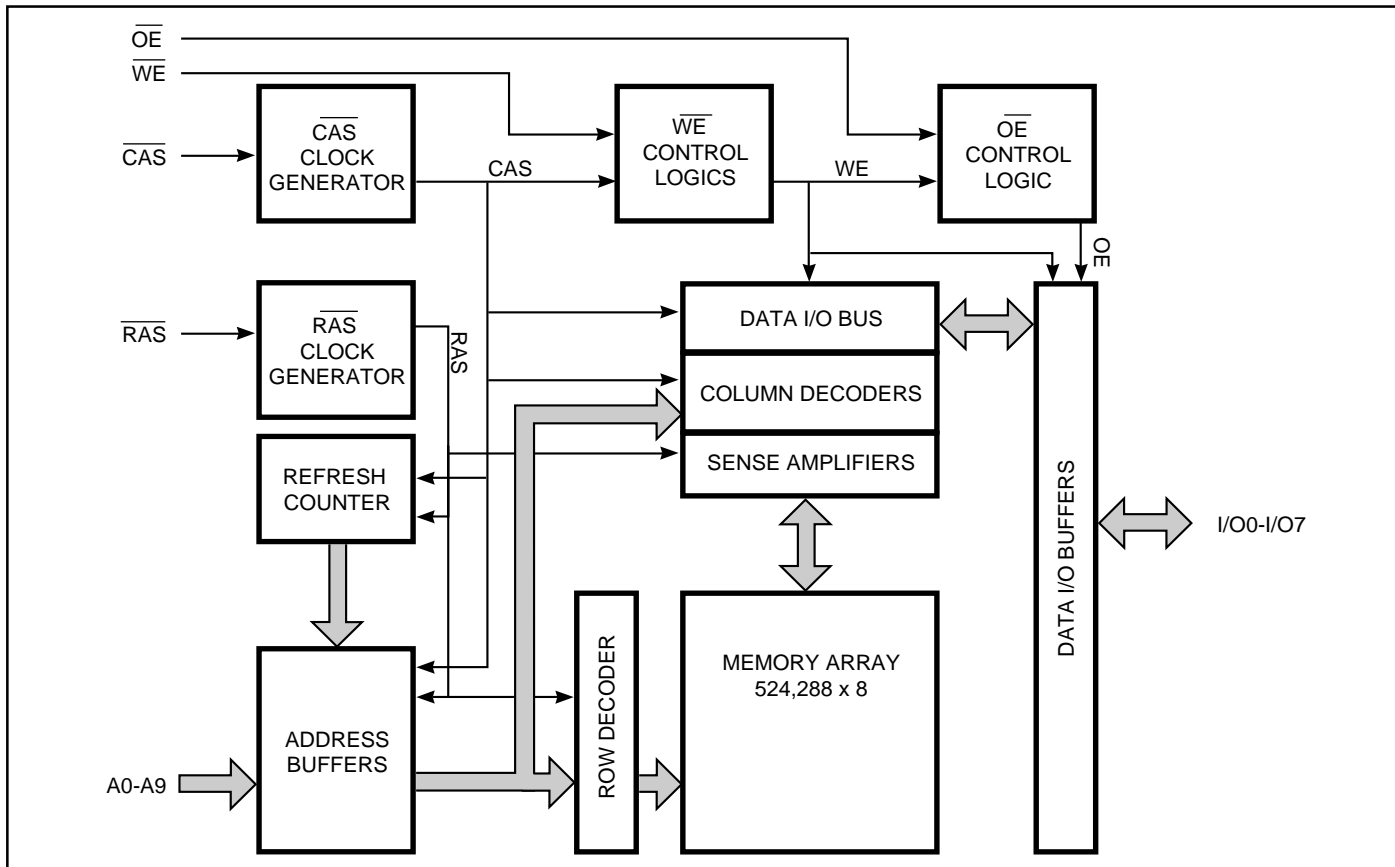 OE
WE
CAS
CAS
CLOCK
GENERATOR
CAS
WE
CONTROL
LOGICS
WE
OE
CONTROL
LOGIC
OE
RAS
RAS
CLOCK
GENERATOR
RAS
DATA I/O BUS
COLUMN DECODERS
SENSE AMPLIFIERS
REFRESH
COUNTER
DATA I/O BUFFERS
I/O0-I/O7
ADDRESS
BUFFERS
ROW DECODER
MEMORY ARRAY
524,288 x 8
A0-A9